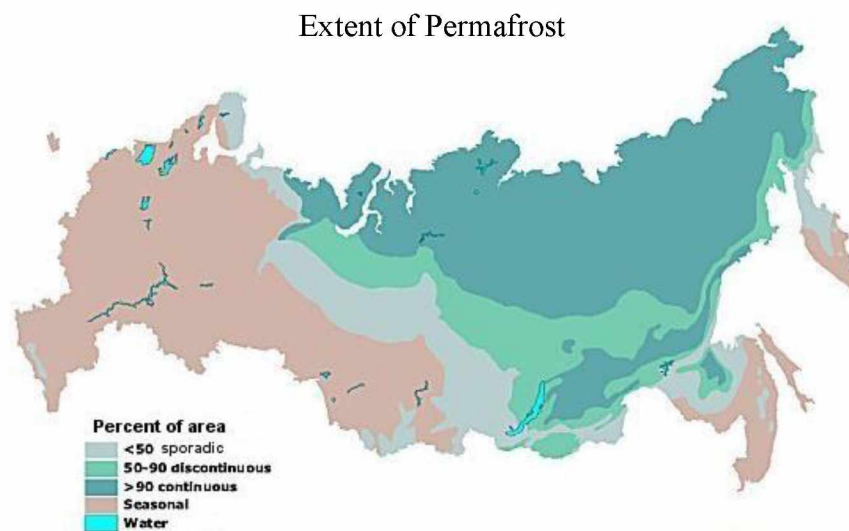 Extent of Permafrost
Percent of area
<50 sporadic
50-90 discontinuous
>90 continuous
Seasonal
Water